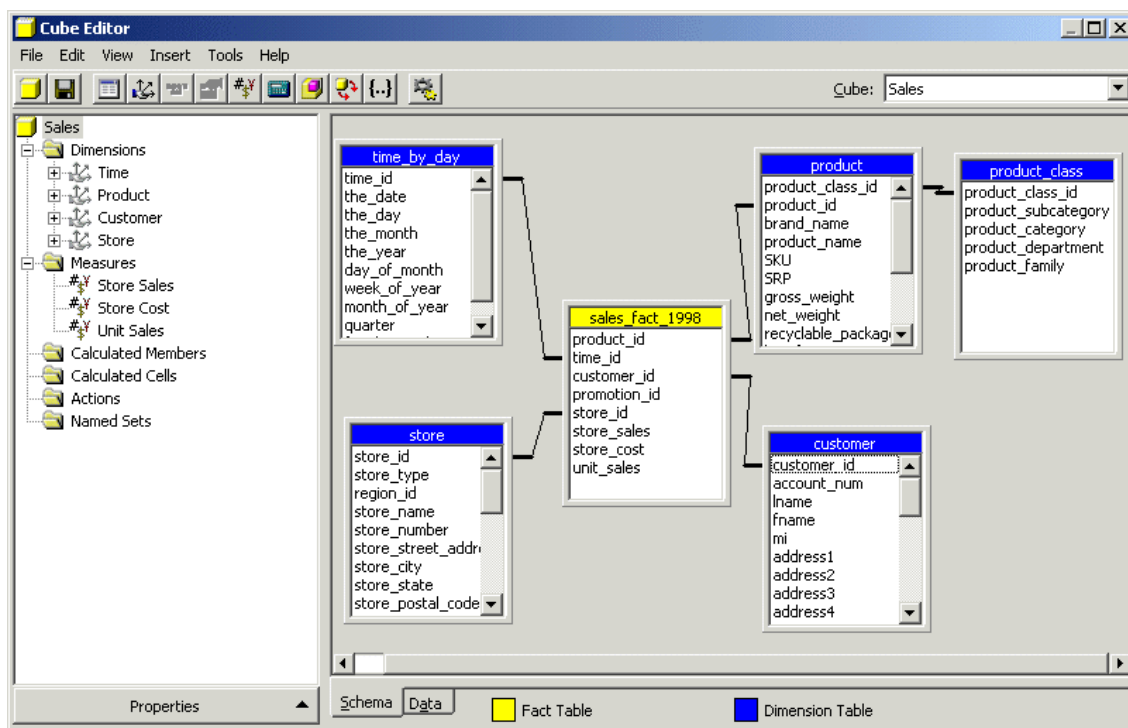 Cube Editor
File Edit View Insert Tools Help
Cube: Sales
Sales
Dimensions
Time
Product
Customer
Store
Measures
Store Sales
Store Cost
Unit Sales
Calculated Members
Calculated Cells
Actions
Named Sets
Properties
time_by_day
time_id
the_date
the_day
the_month
the_year
day_of_month
week_of_year
month_of_year
quarter
store
store_id
store_type
region_id
store_name
store_number
store_street_addr
store_city
store_state
store_postal_code
sales_fact_1998
product_id
time_id
customer_id
promotion_id
store_id
store_sales
store_cost
unit_sales
product
product_class_id
product_id
brand_name
product_name
SKU
SRP
gross_weight
net_weight
recyclable_packag
product_class
product_class_id
product_subcategory
product_category
product_department
product_family
customer
customer_id
account_num
lname
fname
mi
address1
address2
address3
address4
Schema Data
Fact Table
Dimension Table